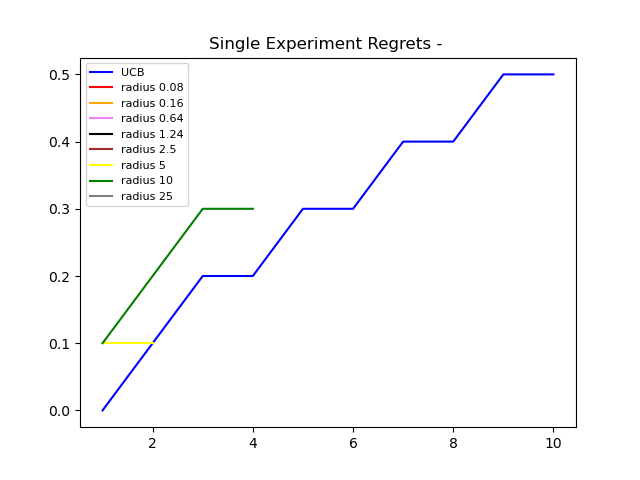 Single Experiment Regrets -
UCB
radius 0.08
radius 0.16
radius 0.64
radius 1.24
radius 2.5
radius 5
radius 10
radius 25
0.5
0.4
0.3
0.2
0.1
0.0
2 4 6 8 10